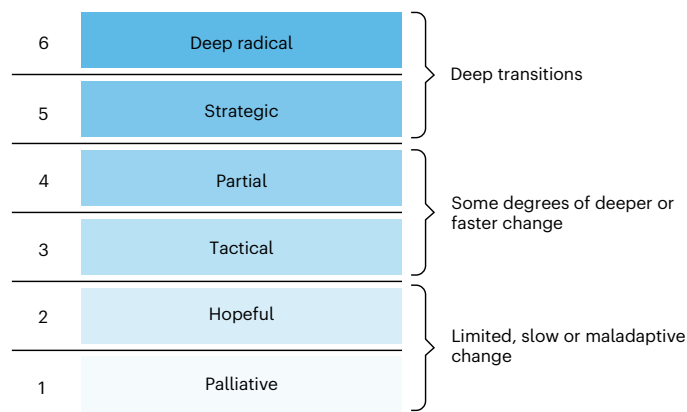 6 Deep radical
Deep transitions
5 Strategic
4 Partial
Some degrees of deeper or
faster change
3 Tactical
2 Hopeful
Limited, slow or maladaptive
change
1 Palliative